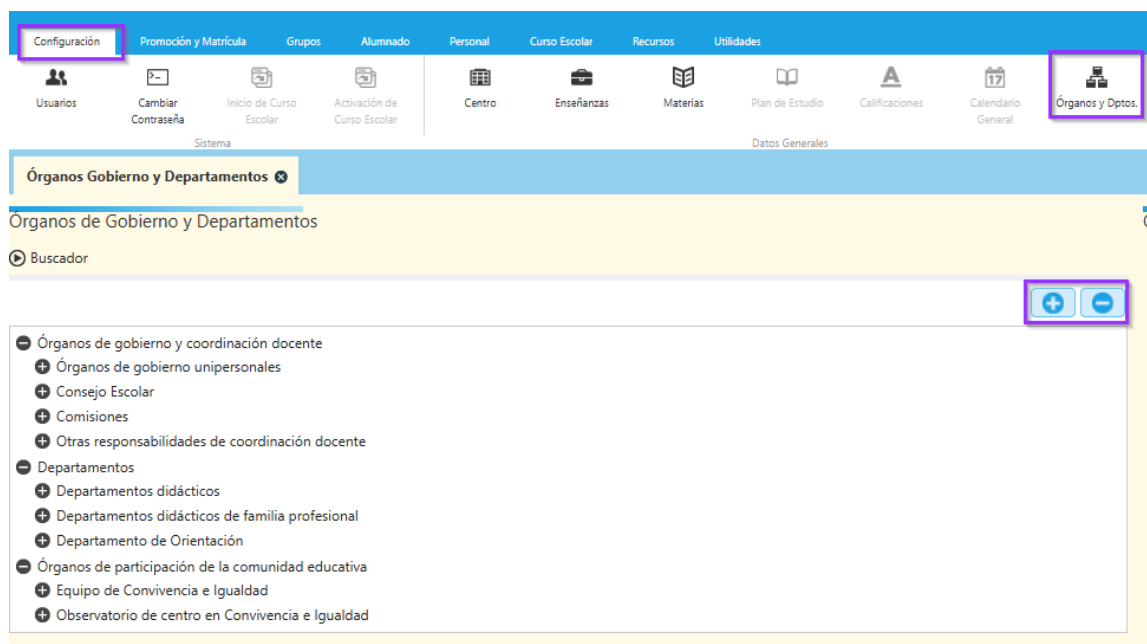 Configuración Promoción y Matrícula Grupos Alumnado Personal Curso Escolar Recursos Utilidades
Usuarios Cambiar Contraseña Inicio de Curso Escolar Activación de Curso Escolar Centro Enseñanzas Materias Plan de Estudio Calificaciones 17 Calendario General Órganos y Dptos.
Sistema Datos Generales
Órganos Gobierno y Departamentos
Órganos de Gobierno y Departamentos
Buscador
Órganos de gobierno y coordinación docente
Órganos de gobierno unipersonales
Consejo Escolar
Comisiones
Otras responsabilidades de coordinación docente
Departamentos
Departamentos didácticos
Departamentos didácticos de familia profesional
Departamento de Orientación
Órganos de participación de la comunidad educativa
Equipo de Convivencia e Igualdad
Observatorio de centro en Convivencia e Igualdad